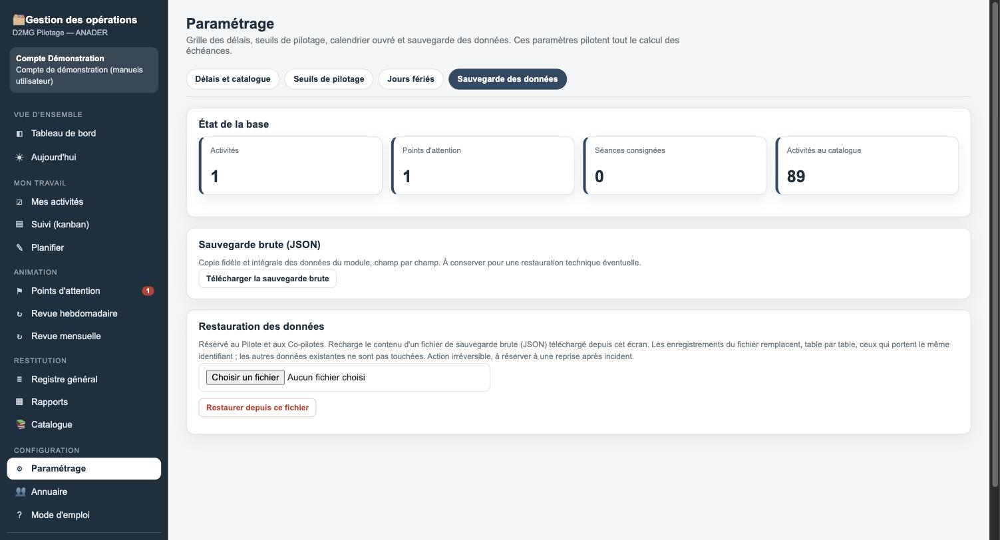 Gestion des opérations
D2MG Pilotage — ANADER
Compte Démonstration
Compte de démonstration (manuels
utilisateur)
VUE D'ENSEMBLE
Tableau de bord
Aujourd'hui
MON TRAVAIL
Mes activités
Suivi (kanban)
Planifier
ANIMATION
Points d'attention 1
Revue hebdomadaire
Revue mensuelle
RESTITUTION
Registre général
Rapports
Catalogue
CONFIGURATION
Paramétrage
Annuaire
? Mode d'emploi
Paramétrage
Grille des délais, seuils de pilotage, calendrier ouvré et sauvegarde des données. Ces paramètres pilotent tout le calcul des
échéances.
Délais et catalogue Seuils de pilotage Jours fériés Sauvegarde des données
État de la base
Activités Points d'attention Séances consignées Activités au catalogue
1 1 0 89
Sauvegarde brute (JSON)
Copie fidèle et intégrale des données du module, champ par champ. À conserver pour une restauration technique éventuelle.
Télécharger la sauvegarde brute
Restauration des données
Réservé au Pilote et aux Co-pilotes. Recharge le contenu d'un fichier de sauvegarde brute (JSON) téléchargé depuis cet écran. Les enregistrements du fichier remplacent, table par table, ceux qui portent le même
identifiant ; les autres données existantes ne sont pas touchées. Action irréversible, à réserver à une reprise après incident.
Choisir un fichier Aucun fichier choisi
Restaurer depuis ce fichier